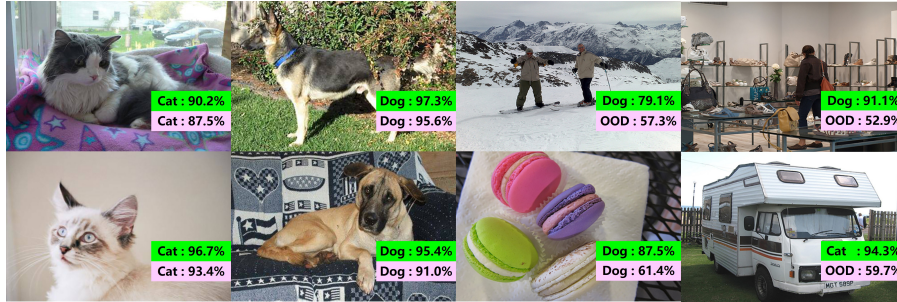 Cat : 90.2%
Cat : 87.5%
Dog : 97.3%
Dog : 95.6%
Dog : 79.1%
OOD : 57.3%
Dog : 91.1%
OOD : 52.9%
Cat : 96.7%
Cat : 93.4%
Dog : 95.4%
Dog : 91.0%
Dog : 87.5%
Dog : 61.4%
Cat : 94.3%
OOD : 59.7%
MOT 585P